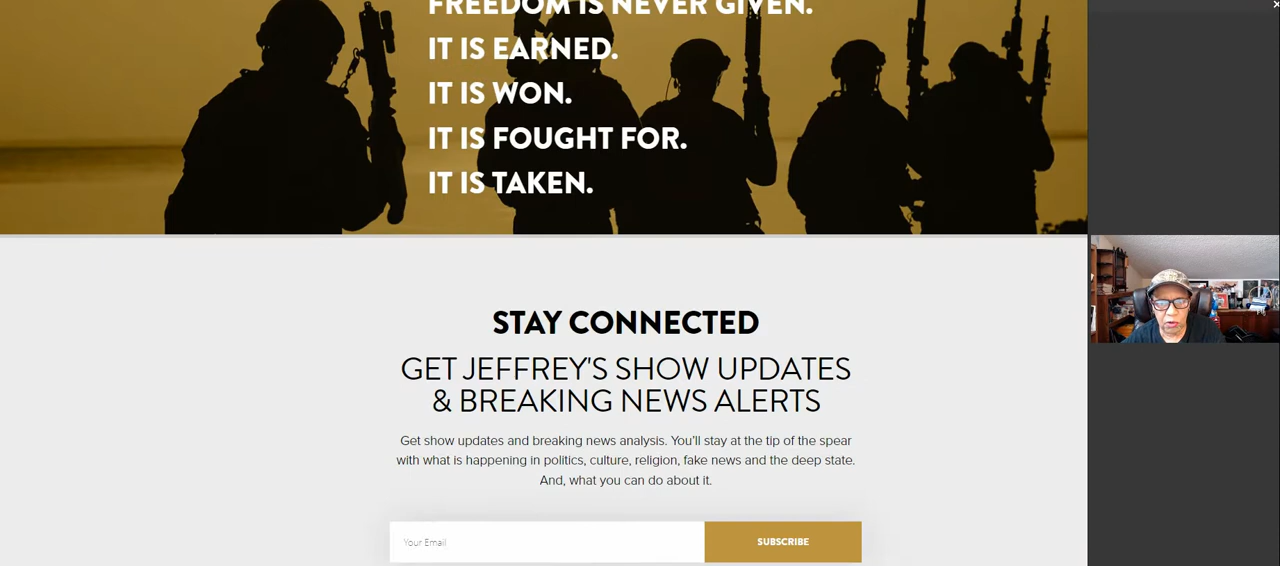 FREEDOM IS NEVER GIVEN.
IT IS EARNED.
IT IS WON.
IT IS FOUGHT FOR.
IT IS TAKEN.
STAY CONNECTED
GET JEFFREY'S SHOW UPDATES
& BREAKING NEWS ALERTS
Get show updates and breaking news analysis. You'll stay at the tip of the spear
with what is happening in politics, culture, religion, fake news and the deep state.
And, what you can do about it.
Your Email
SUBSCRIBE